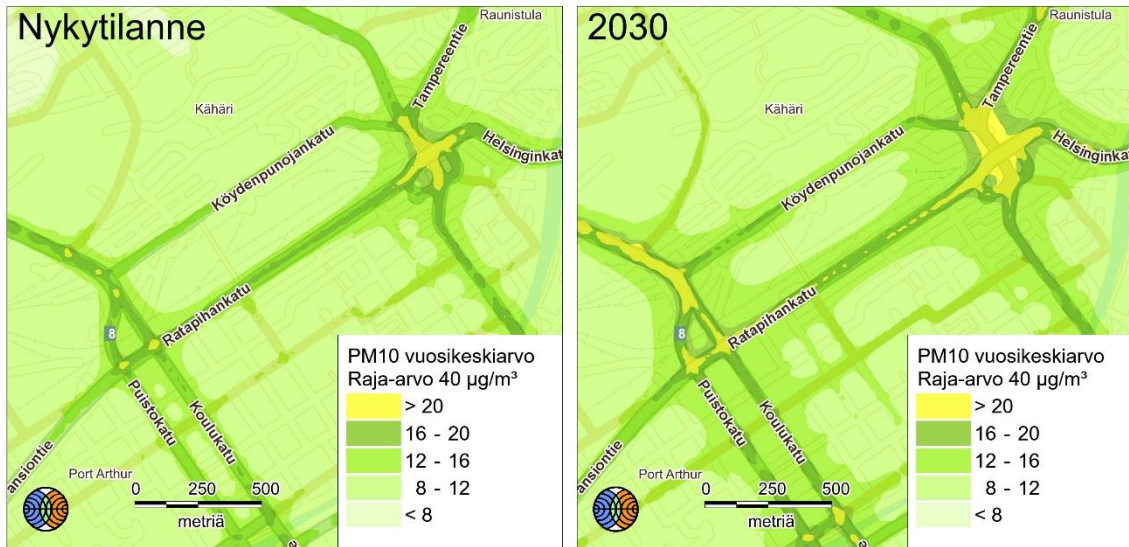 Nykytilanne
Raunistula
Tampereentie
Kähäri
Helsinginkat
Köydenpunojankatu
Ratapihankatu
8
Puistokatu
Koulukatu
ansiontie
Port Arthur
0 250 500
metriä
PM10 vuosikeskiarvo
Raja-arvo 40 µg/m³
> 20
16 - 20
12 - 16
8 - 12
< 8
ie
2030
Raunistula
Tampereentie
Kähäri
Helsinginkatu
Köydenpunojankatu
Ratapihankatu
8
Puistokatu
Koulukatu
ansiontie
Port Arthur
0 250 500
metriä
PM10 vuosikeskiarvo
Raja-arvo 40 µg/m³
> 20
16 - 20
12 - 16
8 - 12
< 8
ie